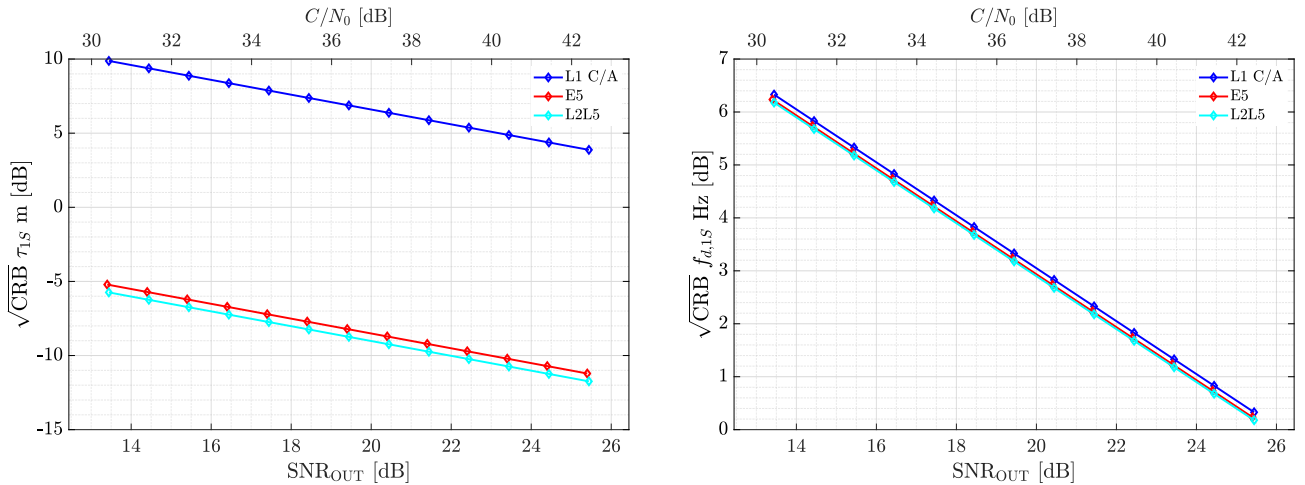 C/N₀ [dB]
30 32 34 36 38 40 42
10
5
0
-5
-10
-15
√CRB τ₁S m [dB]
L1 C/A
E5
L2L5
14 16 18 20 22 24 26
SNR_OUT [dB]
C/N₀ [dB]
30 32 34 36 38 40 42
7
6
5
4
3
2
1
0
√CRB f_d,1S Hz [dB]
L1 C/A
E5
L2L5
14 16 18 20 22 24 26
SNR_OUT [dB]